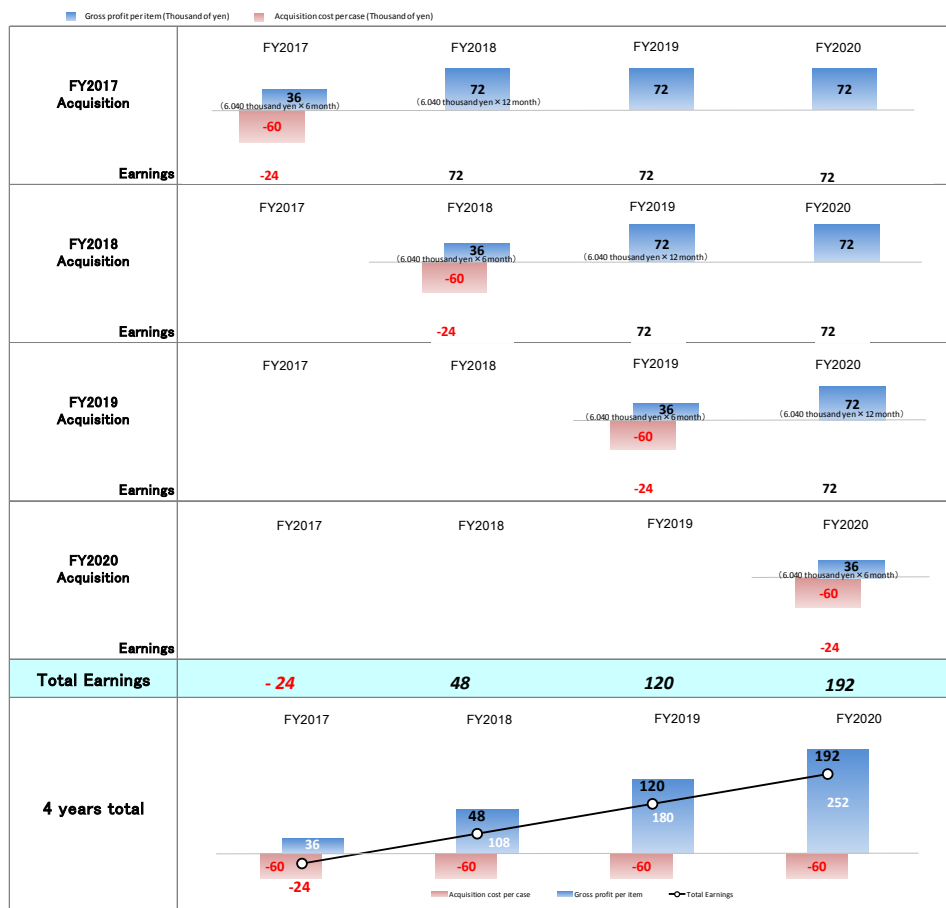 Gross profit per item (Thousand of yen) Acquisition cost per case (Thousand of yen)
FY2017 FY2018 FY2019 FY2020
FY2017
Acquisition
36 72 72 72
(6.040 thousand yen × 6 month) (6.040 thousand yen × 12 month)
-60
Earnings -24 72 72 72
FY2017 FY2018 FY2019 FY2020
FY2018
Acquisition
36 72 72
(6.040 thousand yen × 6 month) (6.040 thousand yen × 12 month)
-60
Earnings -24 72 72
FY2017 FY2018 FY2019 FY2020
FY2019
Acquisition
36 72
(6.040 thousand yen × 6 month) (6.040 thousand yen × 12 month)
-60
Earnings -24 72
FY2017 FY2018 FY2019 FY2020
FY2020
Acquisition
36
(6.040 thousand yen × 6 month)
-60
Earnings -24
Total Earnings - 24 48 120 192
FY2017 FY2018 FY2019 FY2020
4 years total
192
120
48
252
180
108
36
-60 -60 -60 -60
-24
Acquisition cost per case Gross profit per item Total Earnings